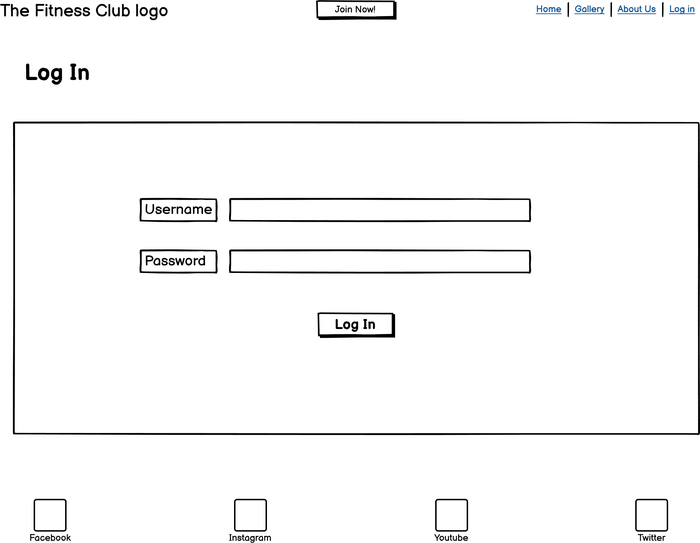 The Fitness Club logo
Join Now!
Home | Gallery | About Us | Log in
Log In
Username
Password
Log In
Facebook
Instagram
Youtube
Twitter